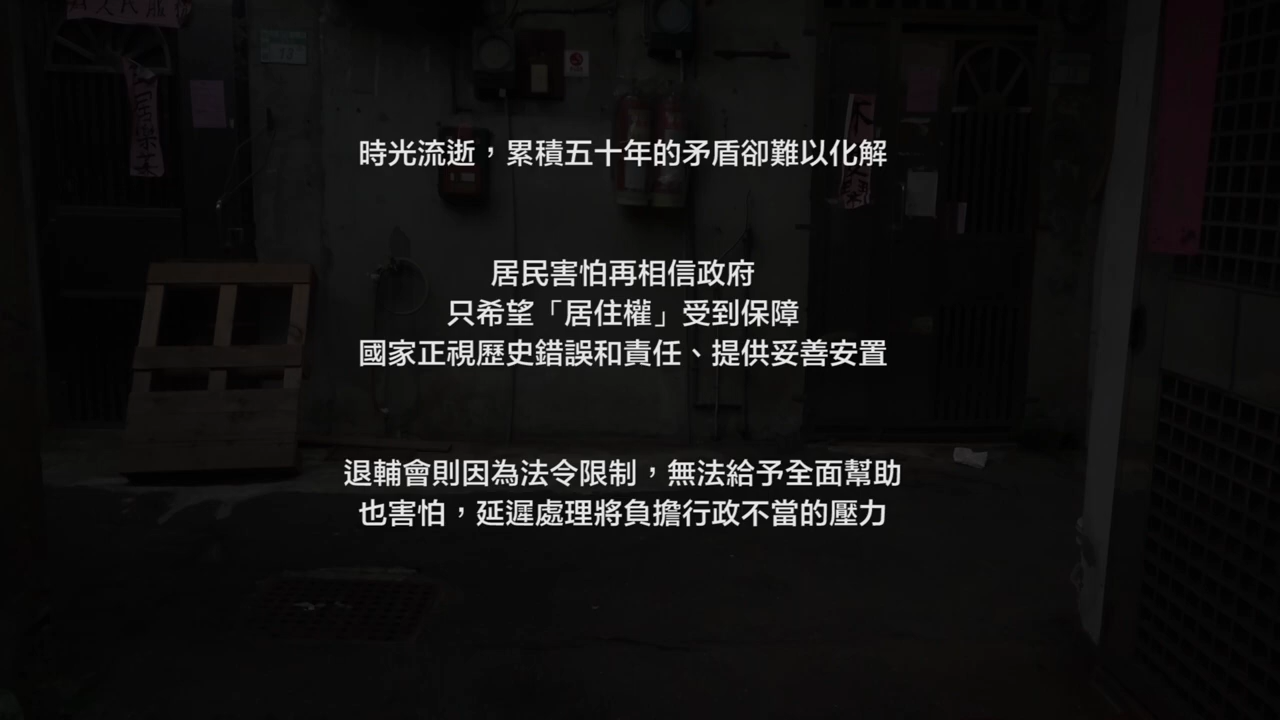 時光流逝，累積五十年的矛盾卻難以化解
居民害怕再相信政府
只希望「居住權」受到保障
國家正視歷史錯誤和責任、提供妥善安置
退輔會則因為法令限制，無法給予全面幫助
也害怕，延遲處理將負擔行政不當的壓力